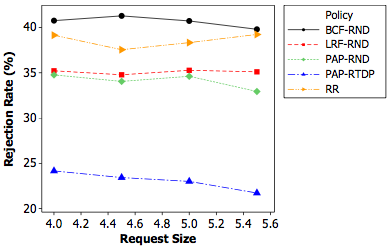 40
35
30
25
20
Rejection Rate (%)
4.0 4.2 4.4 4.6 4.8 5.0 5.2 5.4 5.6
Request Size
Policy
BCF-RND
LRF-RND
PAP-RND
PAP-RTDP
RR